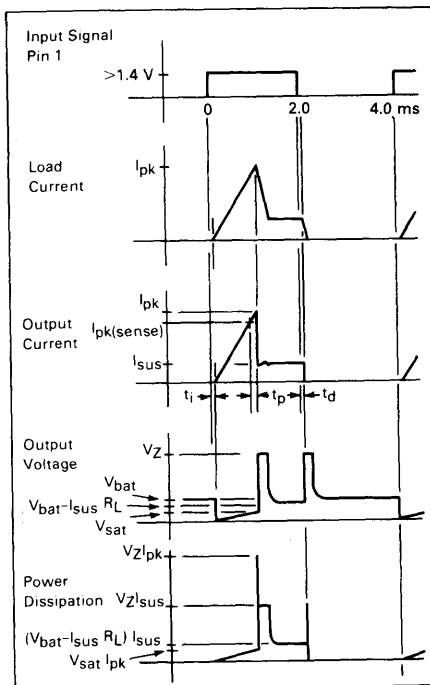 Input Signal
Pin 1
>1.4 V
0 2.0 4.0 ms
Load
Current
Ipk
Output
Current
Ipk
Ipk(sense)
Isus
ti tp td
Output
Voltage
VZ
Vbat
Vbat-Isus RL
Vsat
Power
Dissipation
VZIpk
VZIsus
(Vbat-Isus RL) Isus
Vsat Ipk